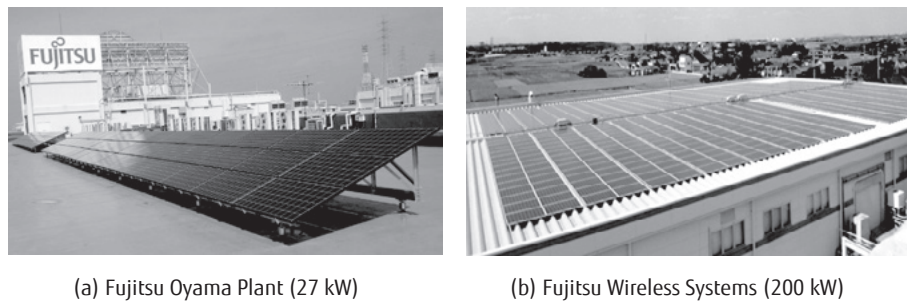 FUJITSU
(a) Fujitsu Oyama Plant (27 kW)
(b) Fujitsu Wireless Systems (200 kW)